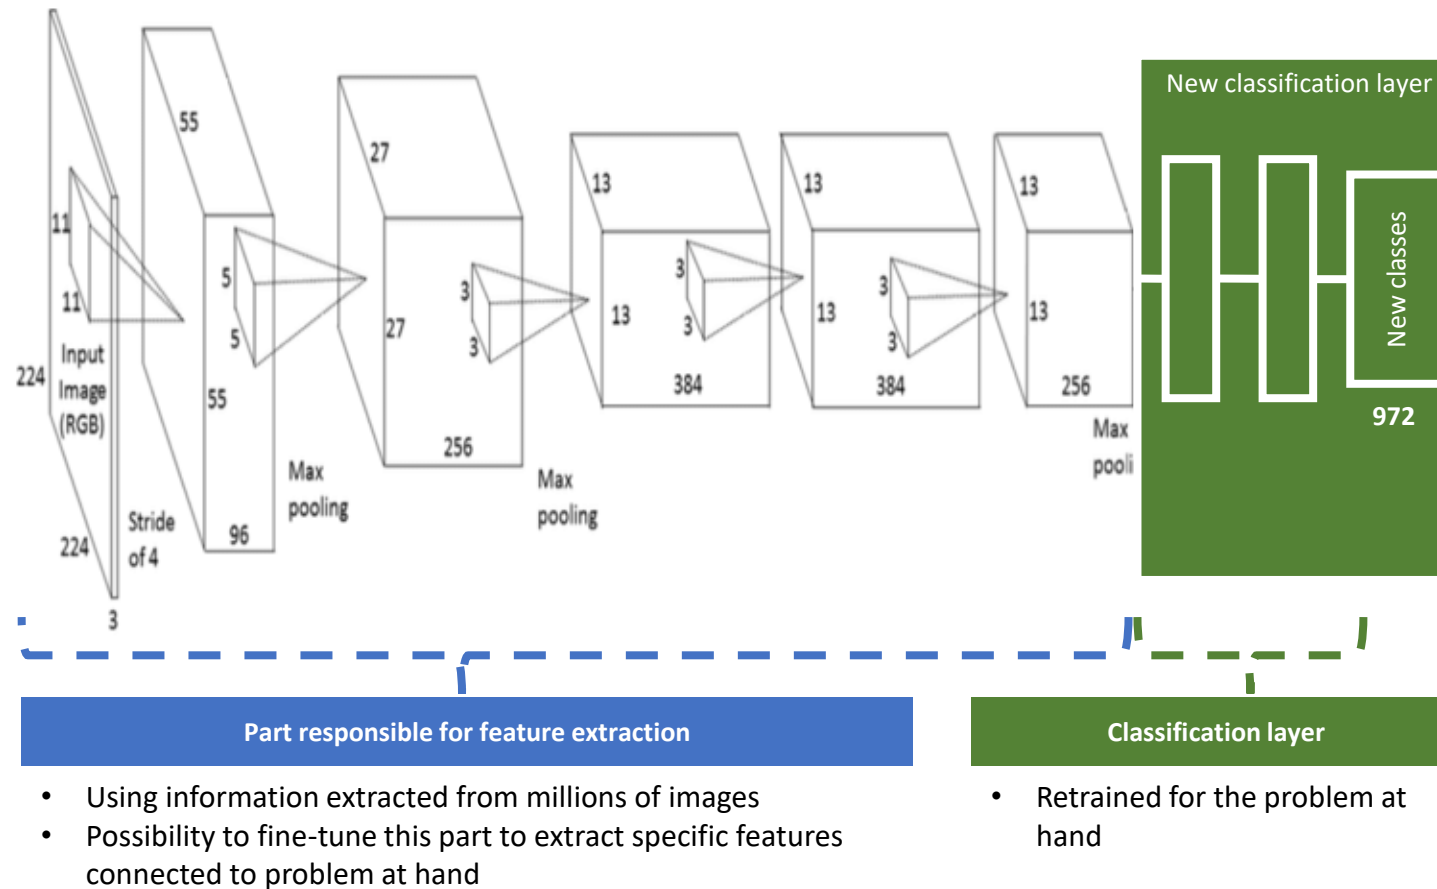 224
224
3
11
11
Input
Image
(RGB)
Stride
of 4
55
55
96
5
5
Max
pooling
27
27
256
3
3
Max
pooling
13
13
384
3
3
13
13
384
3
3
13
13
256
Max
pooli
New classification layer
New classes
972
Part responsible for feature extraction
• Using information extracted from millions of images
• Possibility to fine-tune this part to extract specific features
connected to problem at hand
Classification layer
• Retrained for the problem at
hand